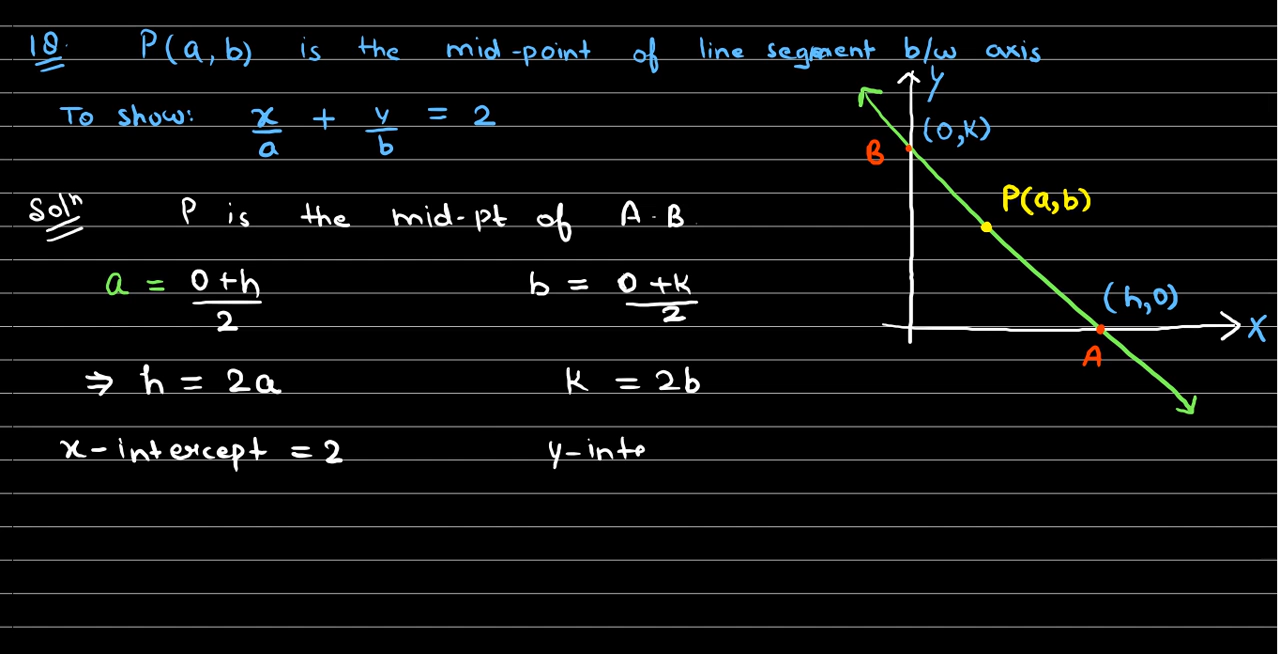 18. P(a,b) is the mid-point of line segment b/w axis
To show: x/a + y/b = 2
Solⁿ P is the mid-pt of A.B.
a = (0+h)/2 b = (0+k)/2
⇒ h = 2a k = 2b
x-intercept = 2 y-inte
Y
(0,k)
B
P(a,b)
(h,0)
X
A